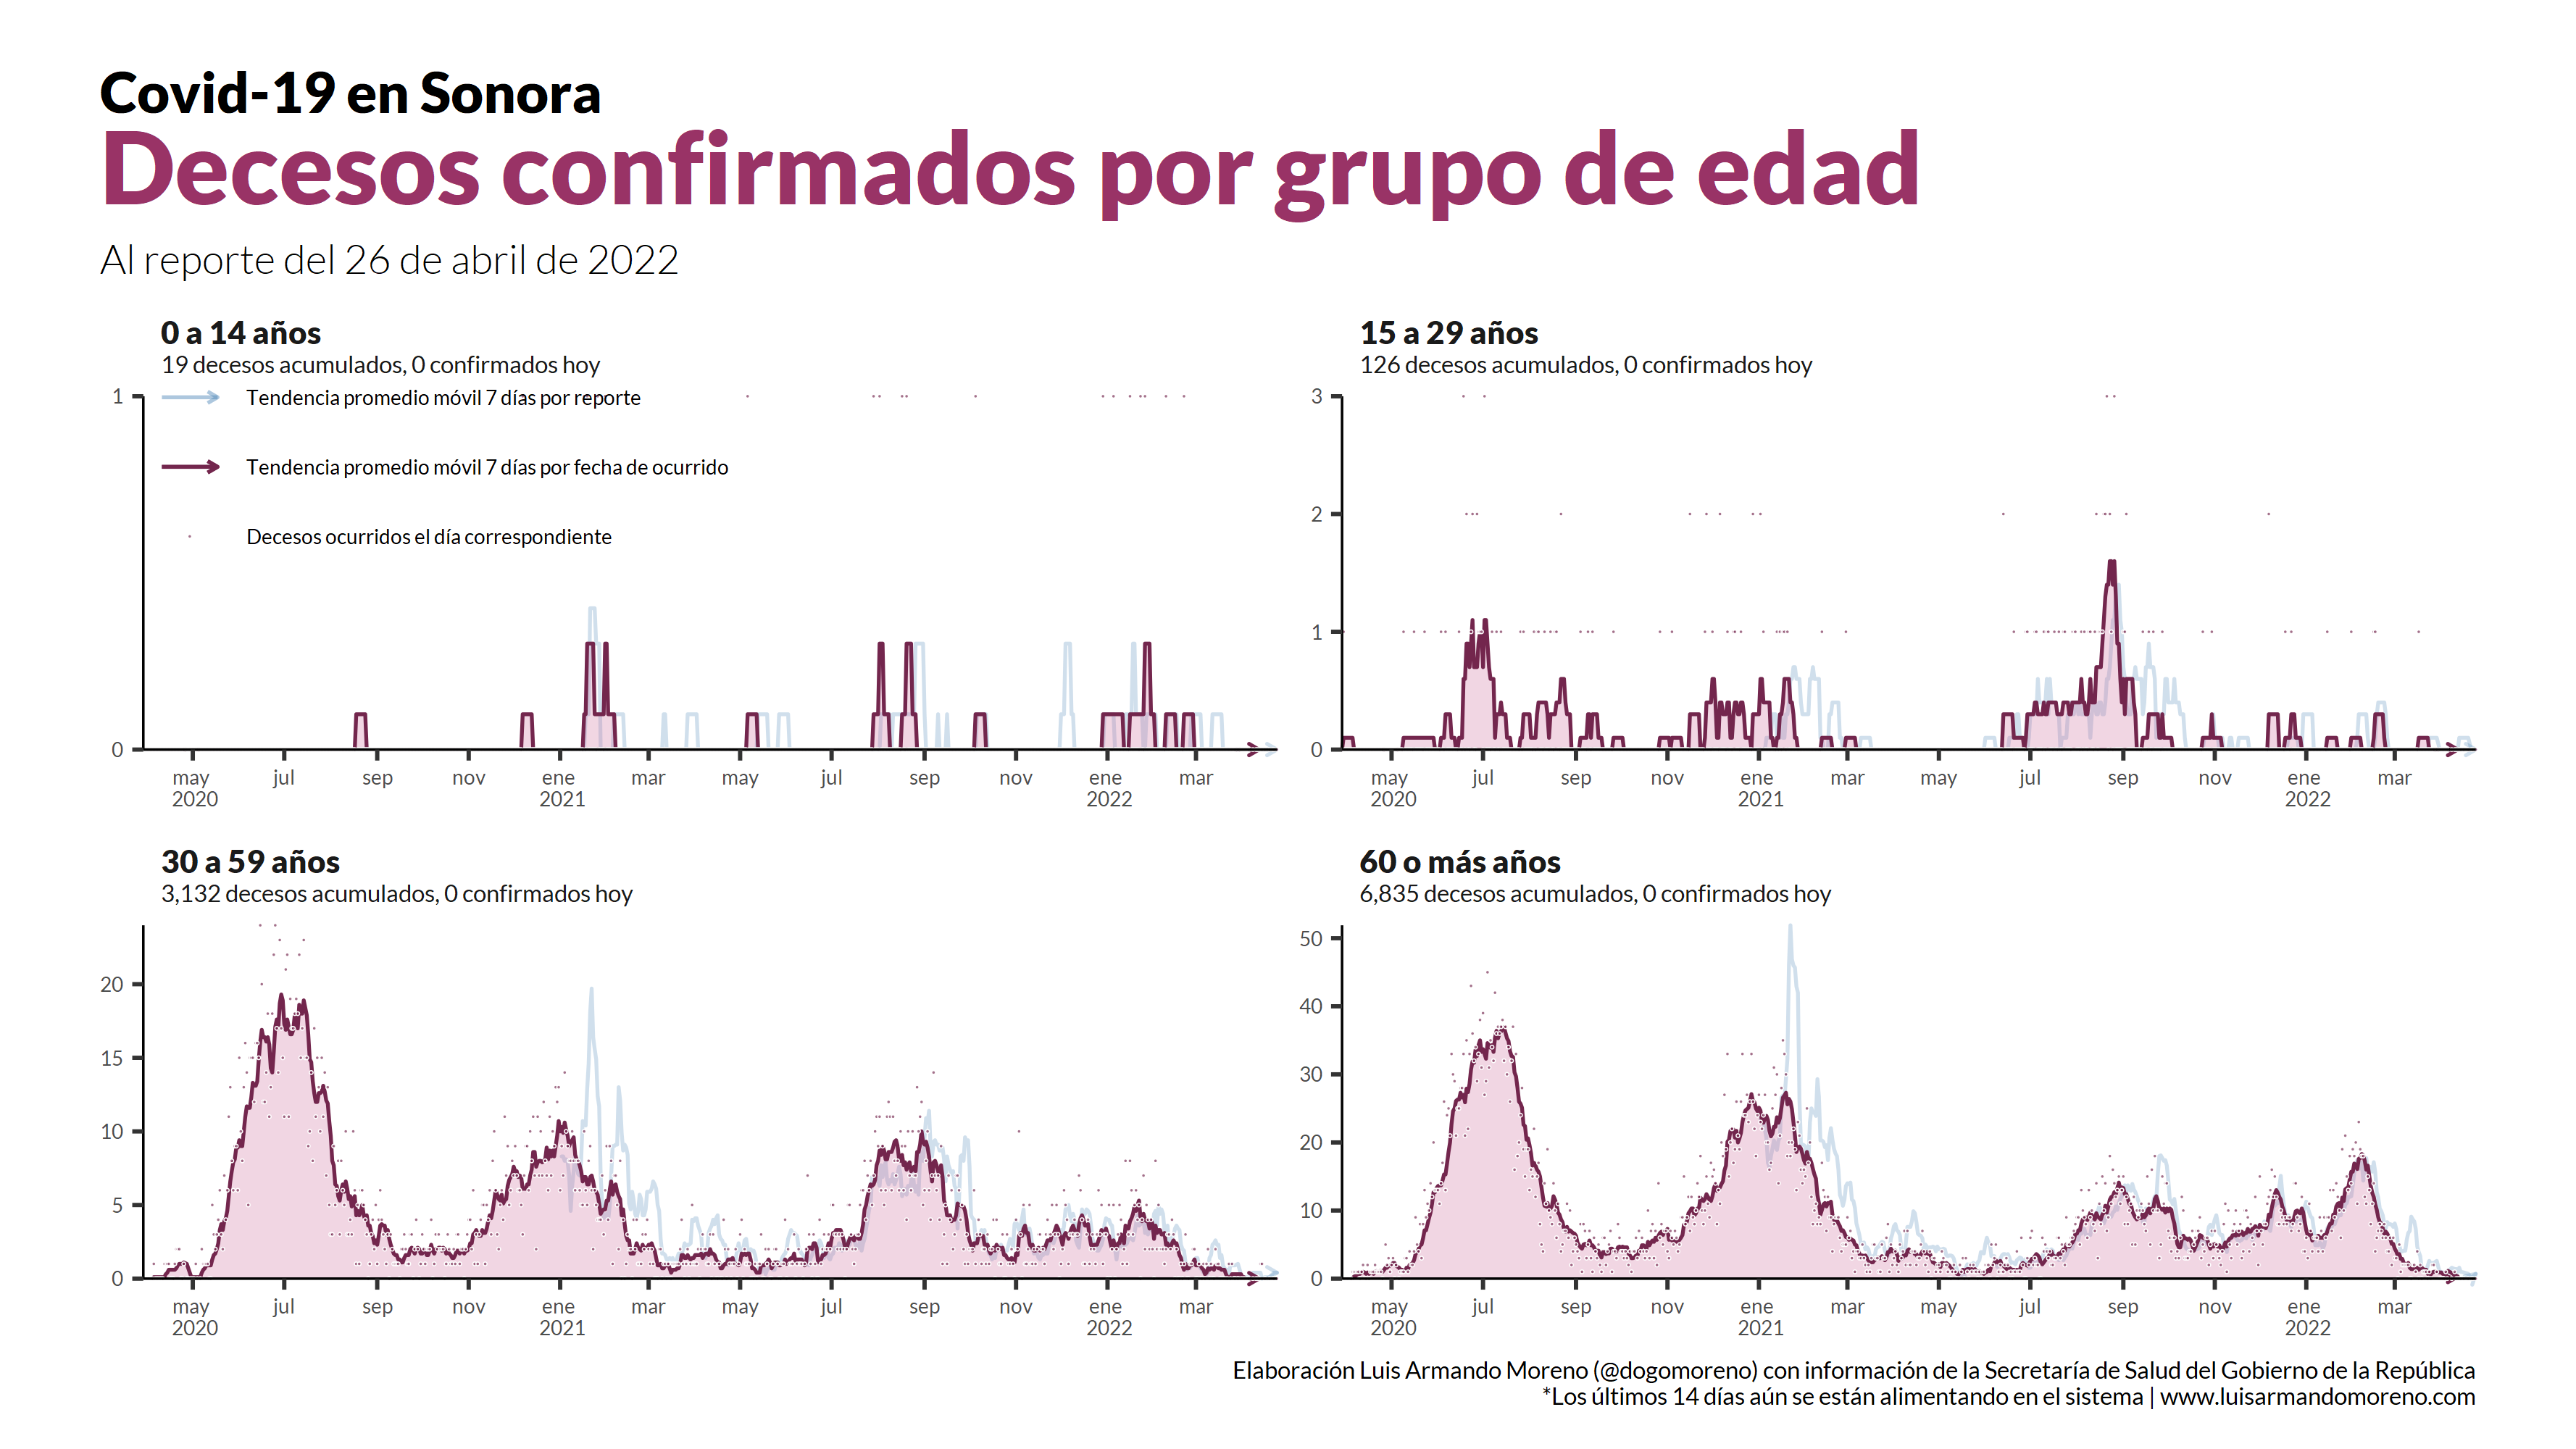 Covid-19 en Sonora
Decesos confirmados por grupo de edad
Al reporte del 26 de abril de 2022
0 a 14 años
19 decesos acumulados, 0 confirmados hoy
Tendencia promedio móvil 7 días por reporte
Tendencia promedio móvil 7 días por fecha de ocurrido
Decesos ocurridos el día correspondiente
1
0
may jul sep nov ene mar may jul sep nov ene mar
2020 2021 2022
15 a 29 años
126 decesos acumulados, 0 confirmados hoy
3
2
1
0
may jul sep nov ene mar may jul sep nov ene mar
2020 2021 2022
30 a 59 años
3,132 decesos acumulados, 0 confirmados hoy
20
15
10
5
0
may jul sep nov ene mar may jul sep nov ene mar
2020 2021 2022
60 o más años
6,835 decesos acumulados, 0 confirmados hoy
50
40
30
20
10
0
may jul sep nov ene mar may jul sep nov ene mar
2020 2021 2022
Elaboración Luis Armando Moreno (@dogomoreno) con información de la Secretaría de Salud del Gobierno de la República
*Los últimos 14 días aún se están alimentando en el sistema | www.luisarmandomoreno.com